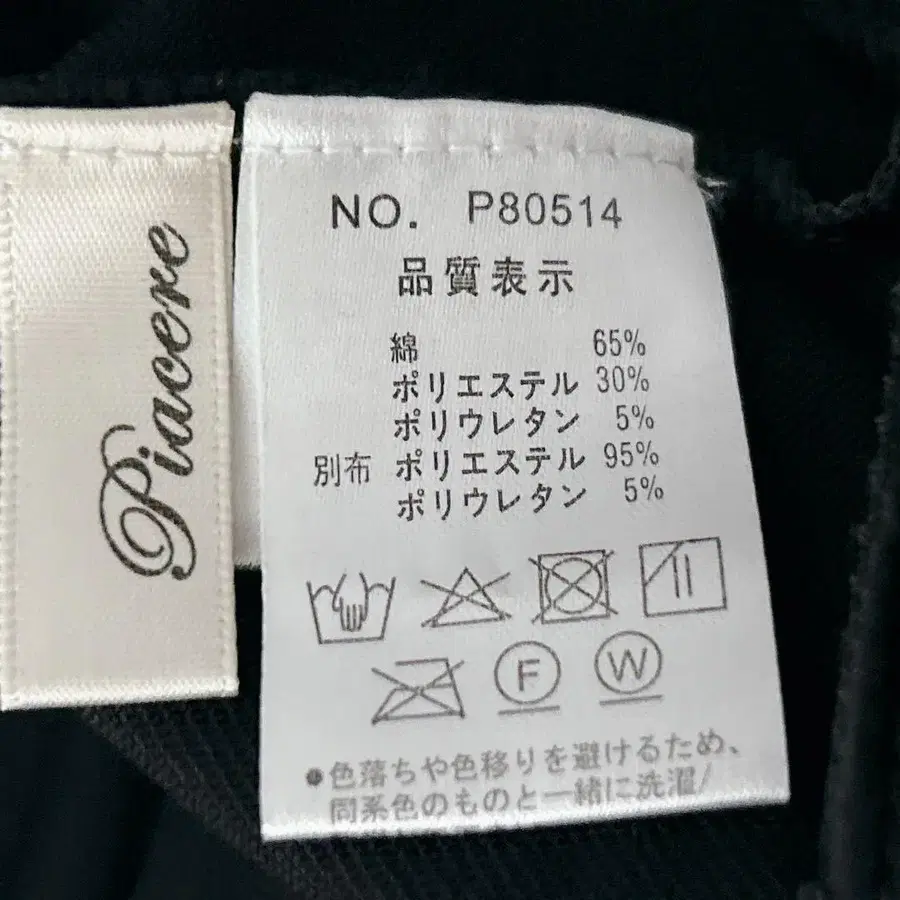 Piacere
NO. P80514
品質表示
綿 65%
ポリエステル 30%
ポリウレタン 5%
別布 ポリエステル 95%
ポリウレタン 5%
F W
●色落ちや色移りを避けるため、
同系色のものと一緒に洗濯/